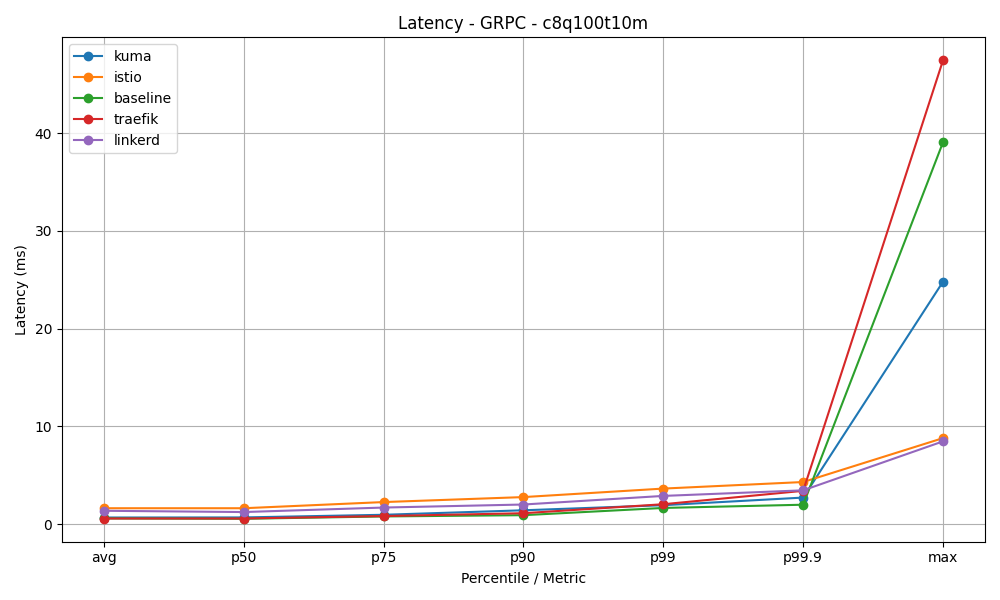 Latency - GRPC - c8q100t10m
kuma
istio
baseline
traefik
linkerd
Latency (ms)
40
30
20
10
0
avg p50 p75 p90 p99 p99.9 max
Percentile / Metric